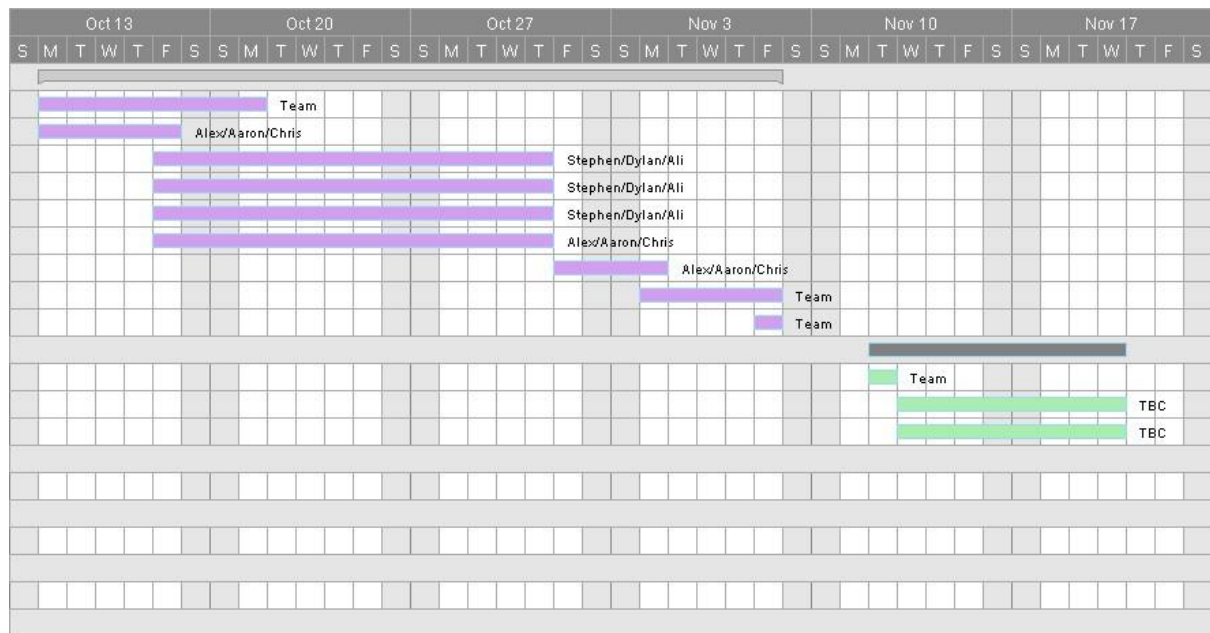 Oct 13 Oct 20 Oct 27 Nov 3 Nov 10 Nov 17
S M T W T F S S M T W T F S S M T W T F S S M T W T F S S M T W T F S S M T W T F S
Team
Alex/Aaron/Chris
Stephen/Dylan/Ali
Stephen/Dylan/Ali
Stephen/Dylan/Ali
Alex/Aaron/Chris
Alex/Aaron/Chris
Team
Team
Team
TBC
TBC